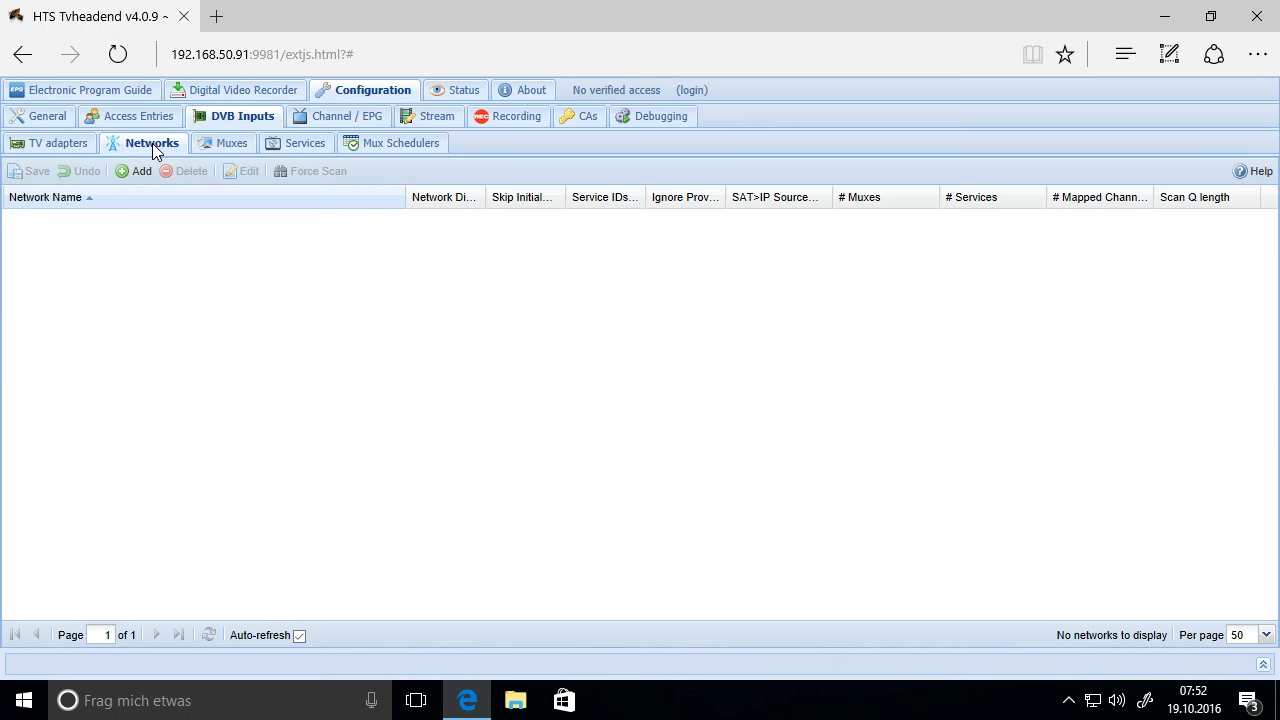 HTS Tvheadend v4.0.9 ~
192.168.50.91:9981/extjs.html?#
EPG Electronic Program Guide Digital Video Recorder Configuration Status About No verified access (login)
General Access Entries DVB Inputs Channel / EPG Stream REC Recording CAs Debugging
TV adapters Networks Muxes Services Mux Schedulers
Save Undo Add Delete Edit Force Scan Help
Network Name Network Di... Skip Initial... Service IDs... Ignore Prov... SAT>IP Source... # Muxes # Services # Mapped Chann... Scan Q length
Page 1 of 1 Auto-refresh No networks to display Per page 50
Frag mich etwas 07:52
19.10.2016 3